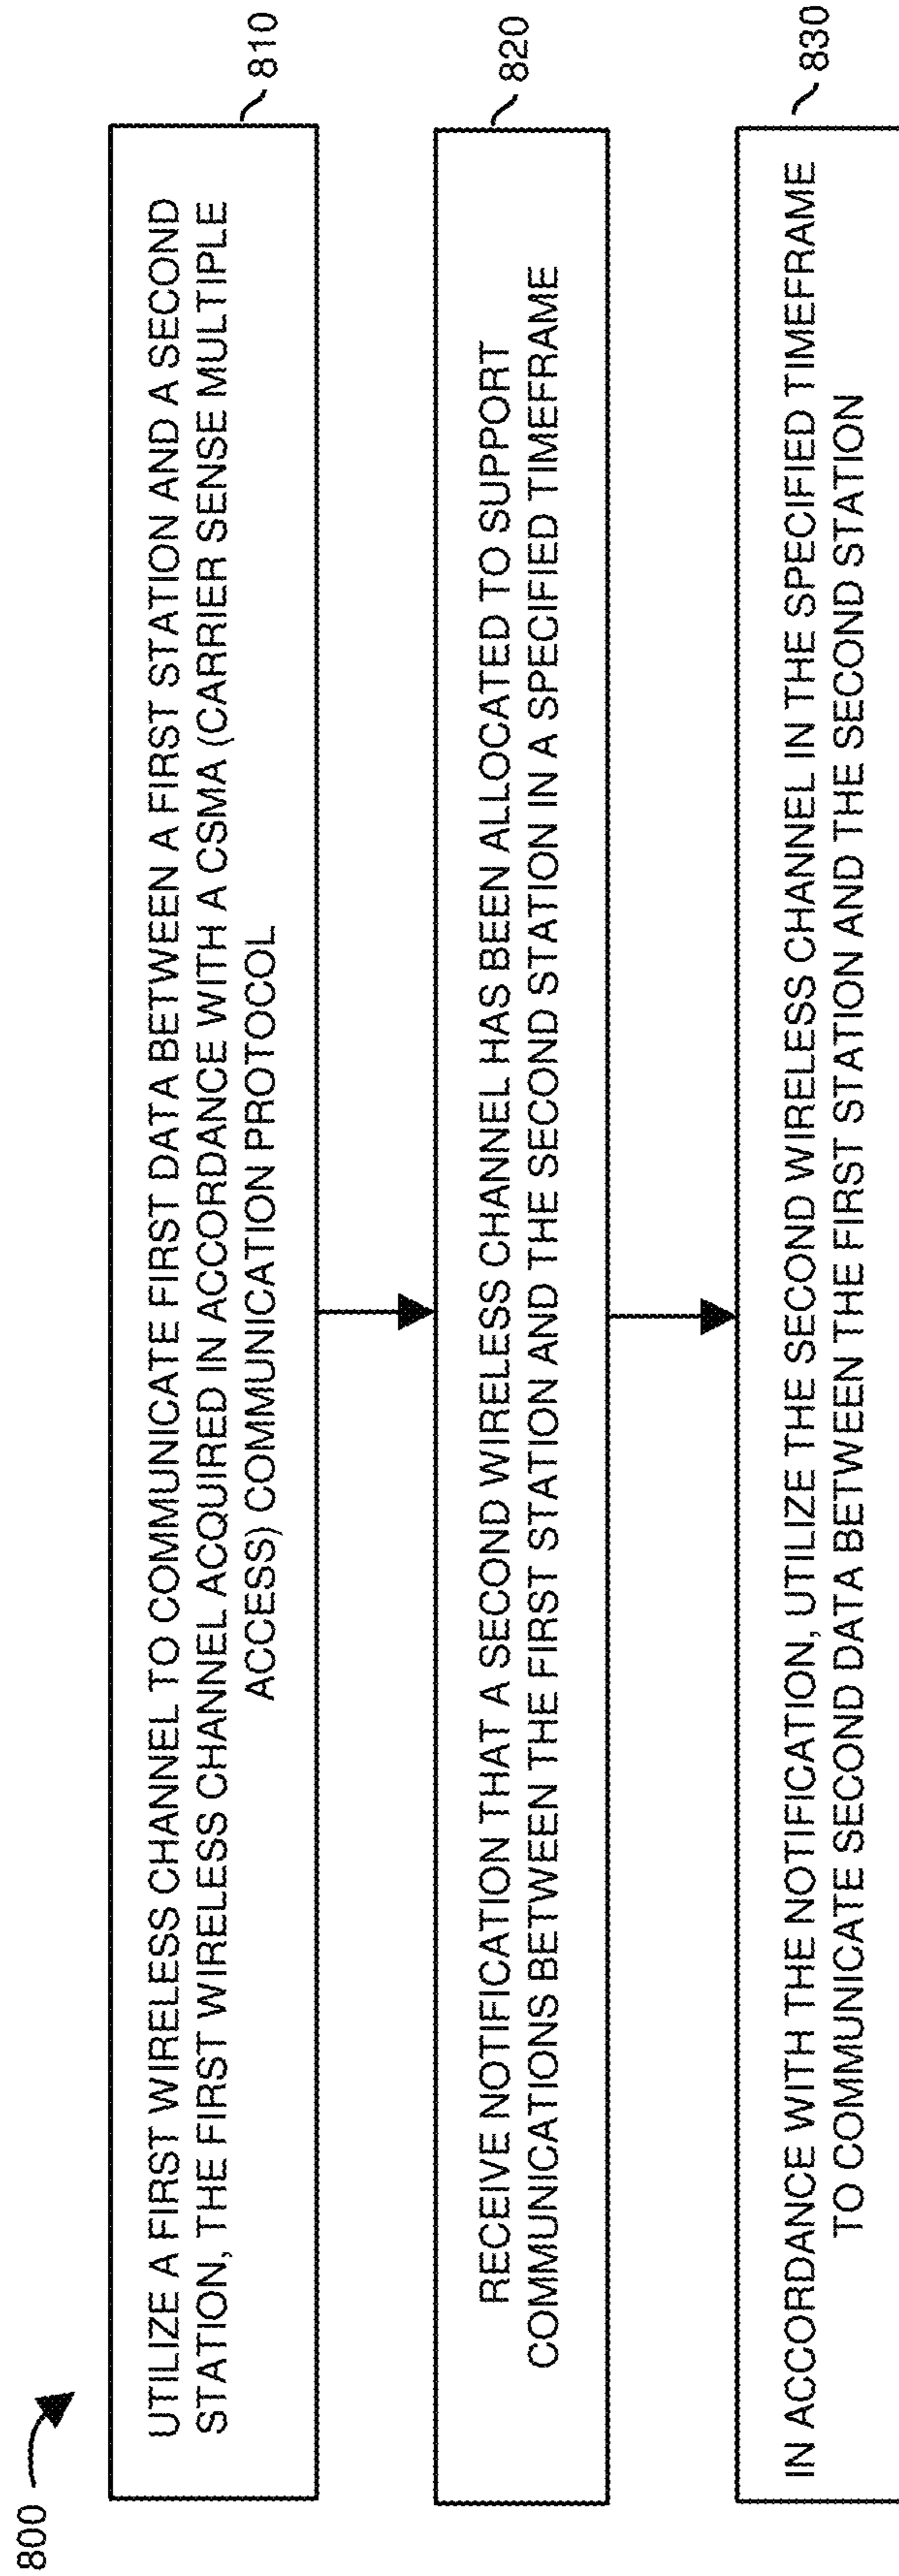 800
UTILIZE A FIRST WIRELESS CHANNEL TO COMMUNICATE FIRST DATA BETWEEN A FIRST STATION AND A SECOND
STATION, THE FIRST WIRELESS CHANNEL ACQUIRED IN ACCORDANCE WITH A CSMA (CARRIER SENSE MULTIPLE
ACCESS) COMMUNICATION PROTOCOL
810
RECEIVE NOTIFICATION THAT A SECOND WIRELESS CHANNEL HAS BEEN ALLOCATED TO SUPPORT
COMMUNICATIONS BETWEEN THE FIRST STATION AND THE SECOND STATION IN A SPECIFIED TIMEFRAME
820
IN ACCORDANCE WITH THE NOTIFICATION, UTILIZE THE SECOND WIRELESS CHANNEL IN THE SPECIFIED TIMEFRAME
TO COMMUNICATE SECOND DATA BETWEEN THE FIRST STATION AND THE SECOND STATION
830